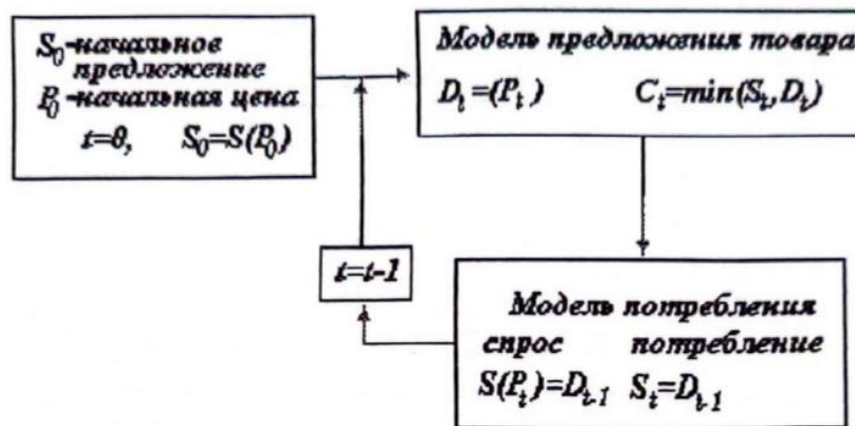 S₀-начальное
предложение
P₀-начальная цена
t=0, S₀=S(P₀)
Модель предложения товара
Dₜ=(Pₜ) Cₜ=min(Sₜ,Dₜ)
t=t-1
Модель потребления
спрос потребление
S(Pₜ)=Dₜ₋₁ Sₜ=Dₜ₋₁